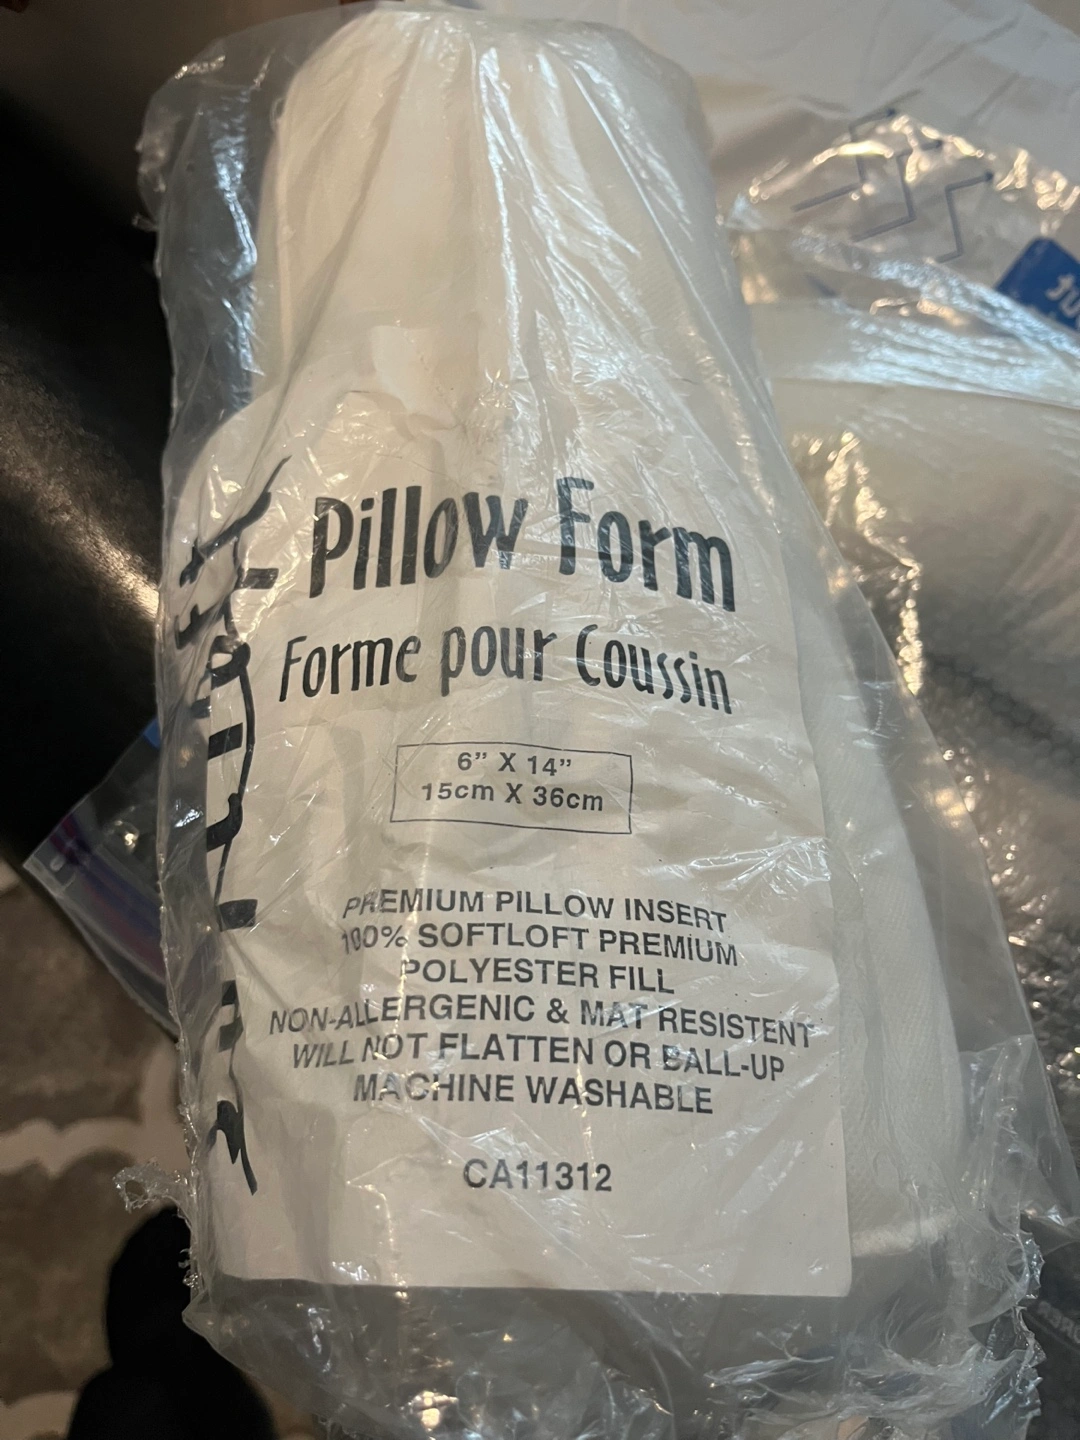 Pillow Form
Forme pour Coussin
6” X 14”
15cm X 36cm
PREMIUM PILLOW INSERT
100% SOFTLOFT PREMIUM
POLYESTER FILL
NON-ALLERGENIC & MAT RESISTENT
WILL NOT FLATTEN OR BALL-UP
MACHINE WASHABLE
CA11312